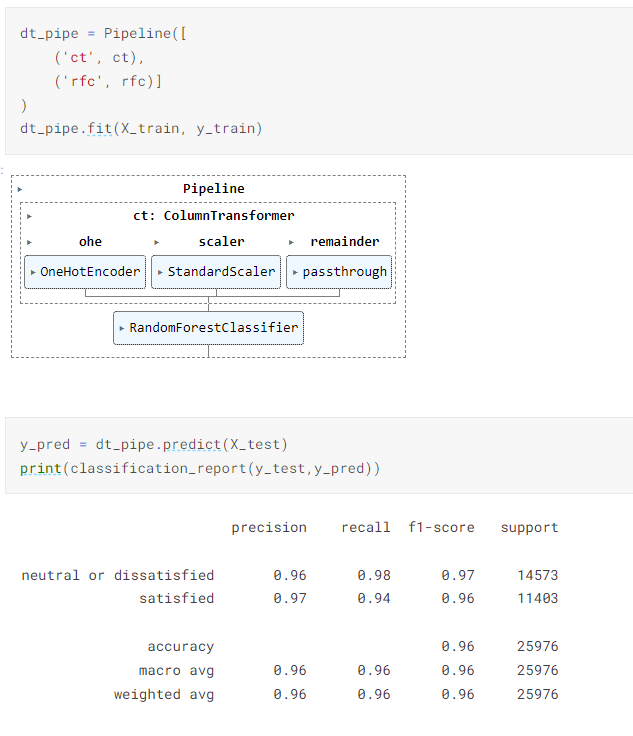 dt_pipe = Pipeline([
('ct', ct),
('rfc', rfc)]
)
dt_pipe.fit(X_train, y_train)
:
▸ Pipeline
▸ ct: ColumnTransformer
▸ ohe ▸ scaler ▸ remainder
▸ OneHotEncoder ▸ StandardScaler ▸ passthrough
▸ RandomForestClassifier
y_pred = dt_pipe.predict(X_test)
print(classification_report(y_test,y_pred))
precision recall f1-score support
neutral or dissatisfied 0.96 0.98 0.97 14573
satisfied 0.97 0.94 0.96 11403
accuracy 0.96 25976
macro avg 0.96 0.96 0.96 25976
weighted avg 0.96 0.96 0.96 25976